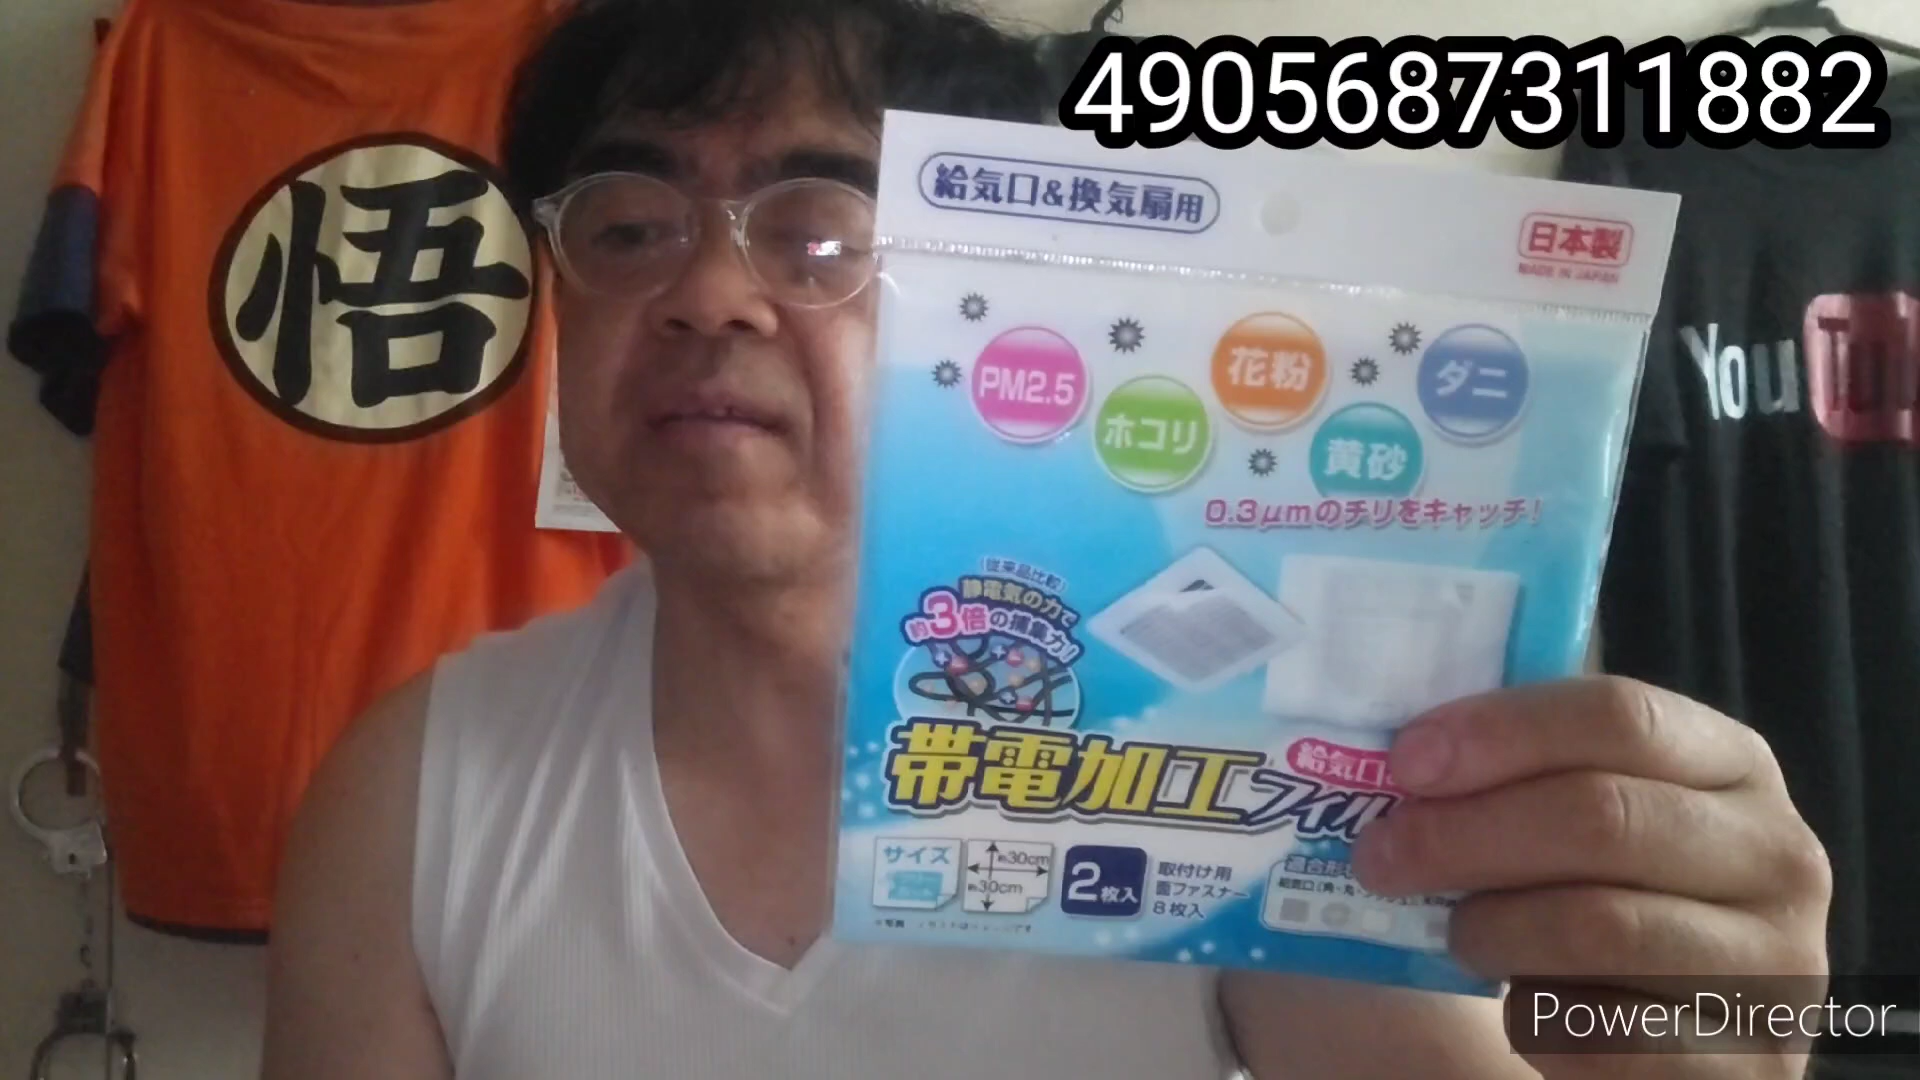 4905687311882
給気口&換気扇用
日本製
MADE IN JAPAN
悟
PM2.5
ホコリ
花粉
黄砂
ダニ
0.3μmのチリをキャッチ!
You
(従来品比較)
静電気の力で
約3倍の捕集力!
帯電加工フィル
給気口
サイズ
約30cm
約30cm
2枚入
取付け用
面ファスナー
8枚入
PowerDirector